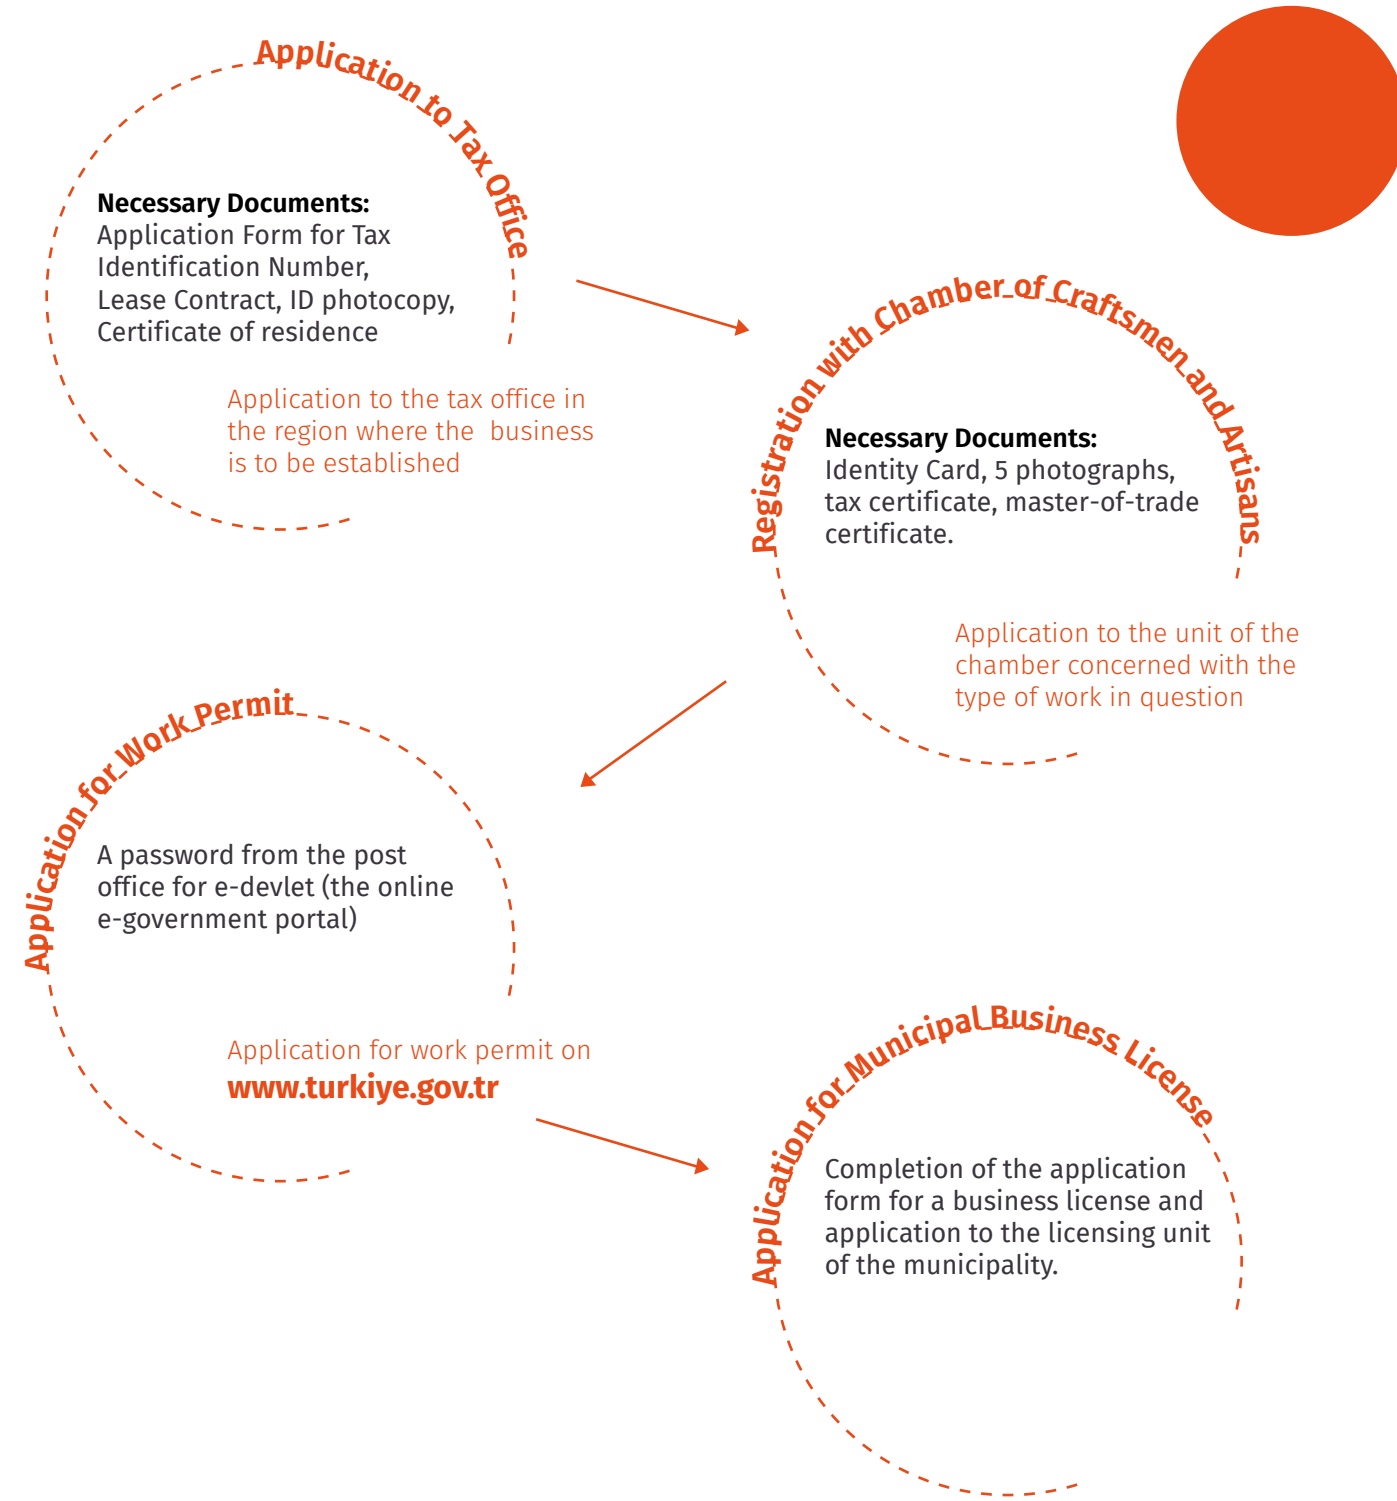 Application to Tax Office
Necessary Documents:
Application Form for Tax
Identification Number,
Lease Contract, ID photocopy,
Certificate of residence
Application to the tax office in
the region where the business
is to be established
Registration with Chamber of Craftsmen and Artisans
Necessary Documents:
Identity Card, 5 photographs,
tax certificate, master-of-trade
certificate.
Application to the unit of the
chamber concerned with the
type of work in question
Application for Work Permit
A password from the post
office for e-devlet (the online
e-government portal)
Application for work permit on
www.turkiye.gov.tr
Application for Municipal Business License
Completion of the application
form for a business license and
application to the licensing unit
of the municipality.